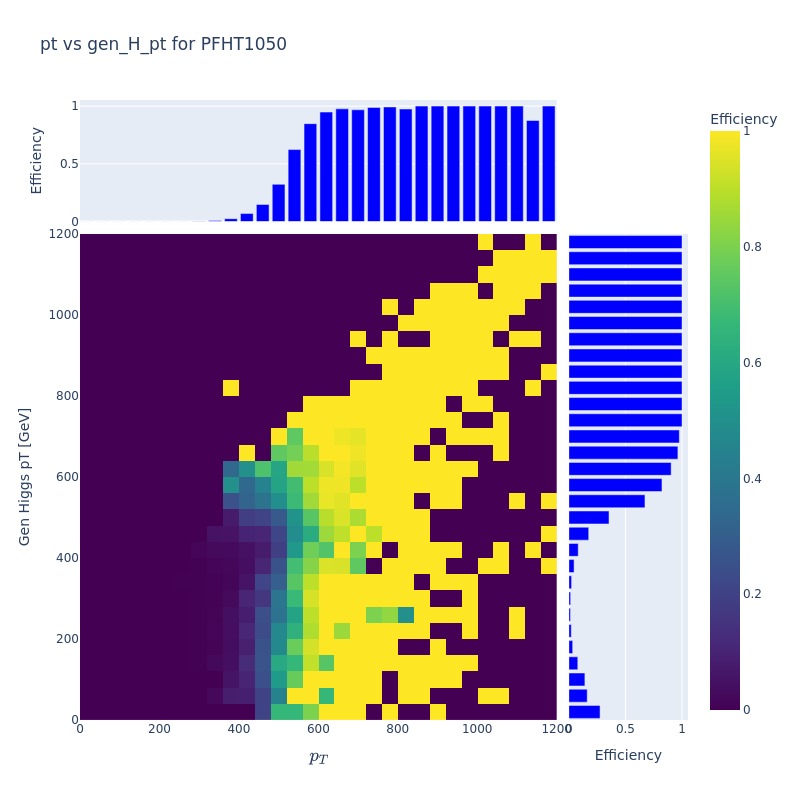 pt vs gen_H_pt for PFHT1050
Efficiency
1
0.5
0
Efficiency
1
0.8
0.6
0.4
0.2
0
Gen Higgs pT [GeV]
1200
1000
800
600
400
200
0
0 200 400 600 800 1000 1200
0 0.5 1
p_T
Efficiency